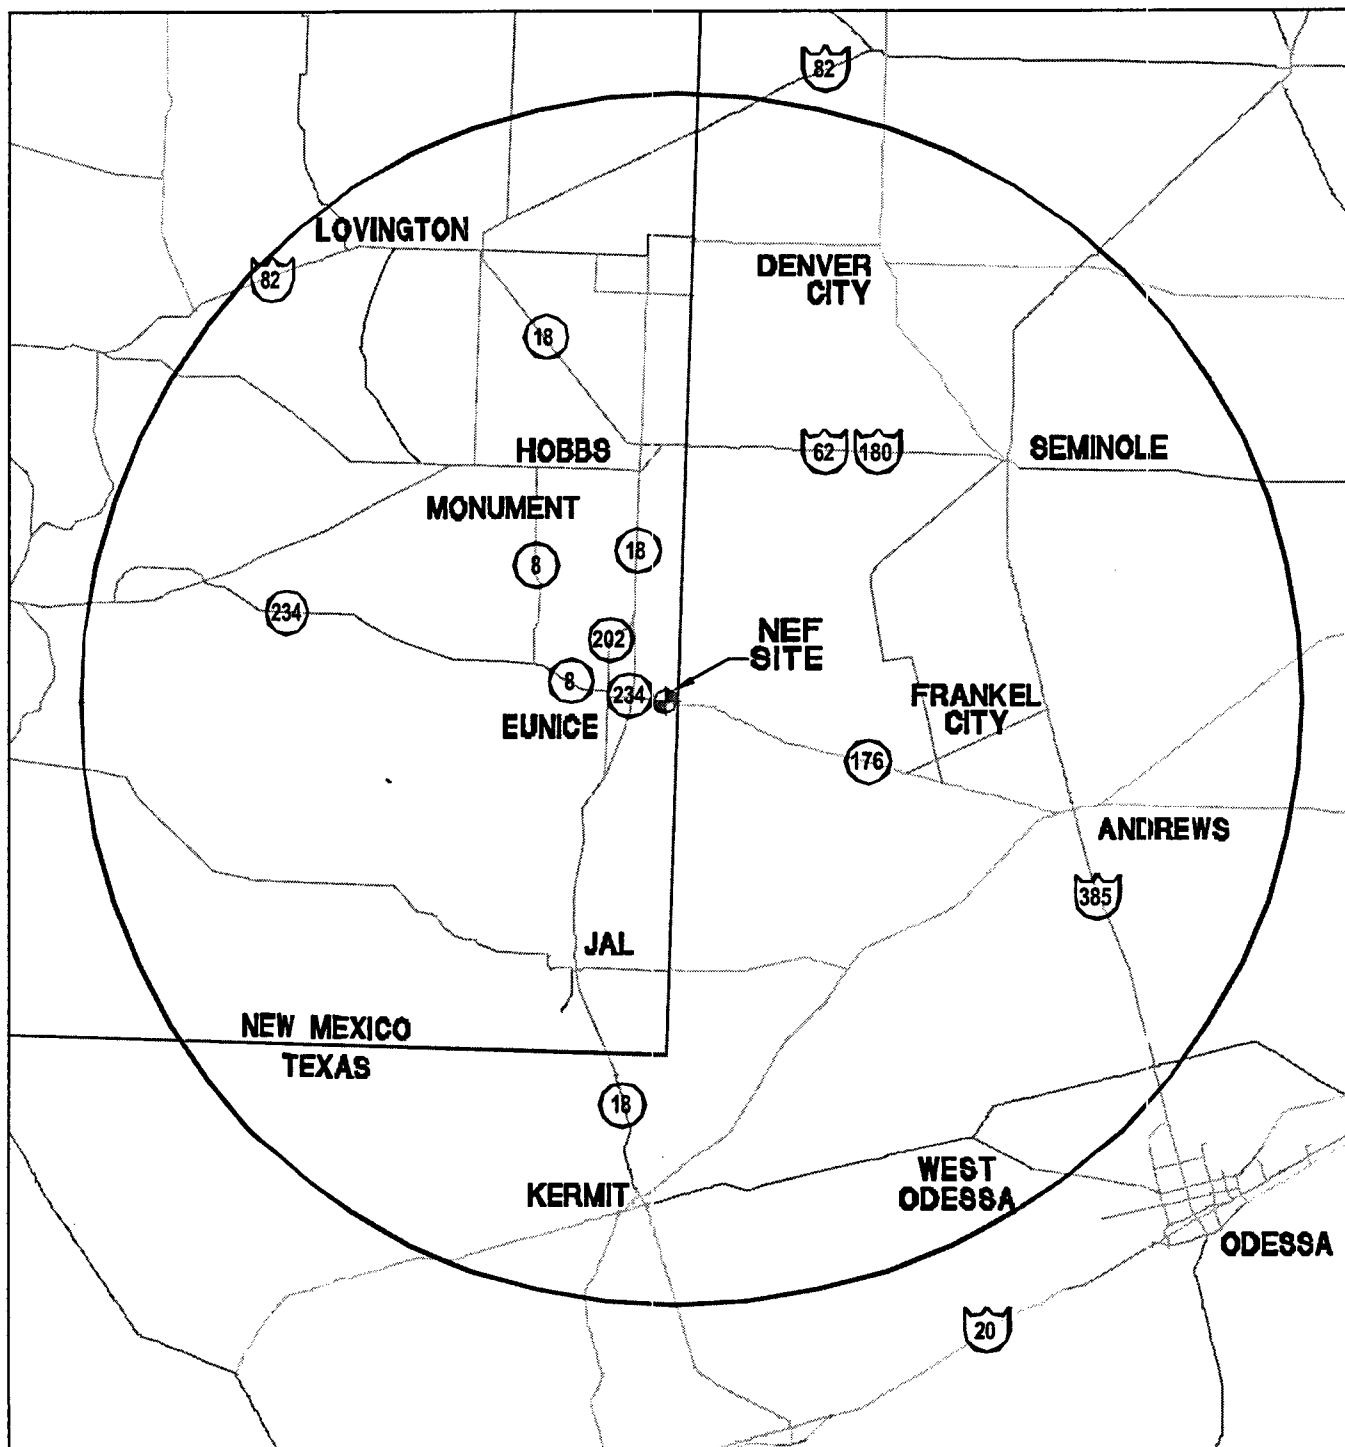 82
LOVINGTON
82
DENVER
CITY
18
HOBBS
62
180
SEMINOLE
MONUMENT
18
8
234
202
NEF
SITE
8
234
FRANKEL
CITY
EUNICE
176
ANDREWS
385
JAL
NEW MEXICO
TEXAS
18
WEST
ODESSA
KERMIT
ODESSA
20